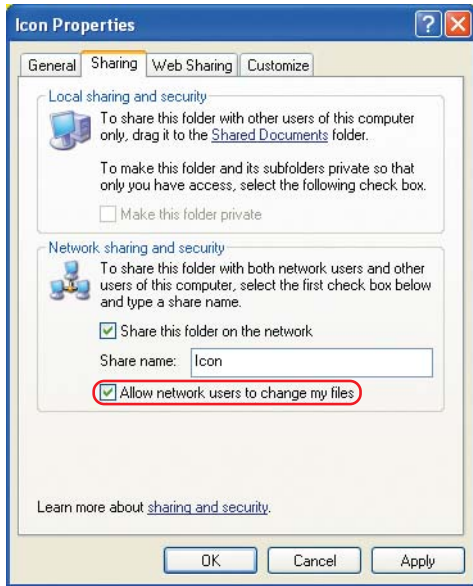 Icon Properties
General Sharing Web Sharing Customize
Local sharing and security
To share this folder with other users of this computer
only, drag it to the Shared Documents folder.
To make this folder and its subfolders private so that
only you have access, select the following check box.
Make this folder private
Network sharing and security
To share this folder with both network users and other
users of this computer, select the first check box below
and type a share name.
Share this folder on the network
Share name: Icon
Allow network users to change my files
Learn more about sharing and security.
OK Cancel Apply